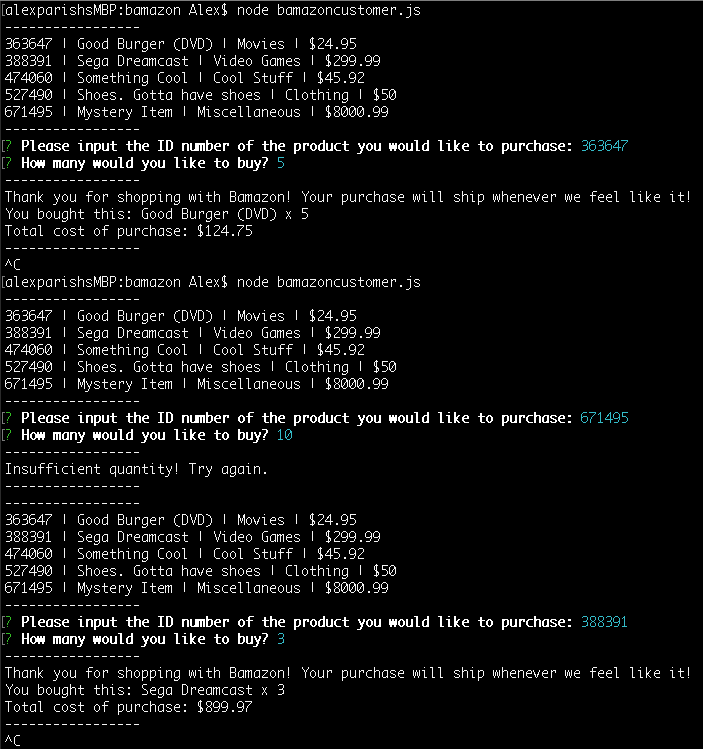 [alexparishsMBP:bamazon Alex$ node bamazoncustomer.js
-----------------
363647 | Good Burger (DVD) | Movies | $24.95
388391 | Sega Dreamcast | Video Games | $299.99
474060 | Something Cool | Cool Stuff | $45.92
527490 | Shoes. Gotta have shoes | Clothing | $50
671495 | Mystery Item | Miscellaneous | $8000.99
-----------------
[? Please input the ID number of the product you would like to purchase: 363647
[? How many would you like to buy? 5
-----------------
Thank you for shopping with Bamazon! Your purchase will ship whenever we feel like it!
You bought this: Good Burger (DVD) x 5
Total cost of purchase: $124.75
-----------------
^C
[alexparishsMBP:bamazon Alex$ node bamazoncustomer.js
-----------------
363647 | Good Burger (DVD) | Movies | $24.95
388391 | Sega Dreamcast | Video Games | $299.99
474060 | Something Cool | Cool Stuff | $45.92
527490 | Shoes. Gotta have shoes | Clothing | $50
671495 | Mystery Item | Miscellaneous | $8000.99
-----------------
[? Please input the ID number of the product you would like to purchase: 671495
[? How many would you like to buy? 10
-----------------
Insufficient quantity! Try again.
-----------------
-----------------
363647 | Good Burger (DVD) | Movies | $24.95
388391 | Sega Dreamcast | Video Games | $299.99
474060 | Something Cool | Cool Stuff | $45.92
527490 | Shoes. Gotta have shoes | Clothing | $50
671495 | Mystery Item | Miscellaneous | $8000.99
-----------------
[? Please input the ID number of the product you would like to purchase: 388391
[? How many would you like to buy? 3
-----------------
Thank you for shopping with Bamazon! Your purchase will ship whenever we feel like it!
You bought this: Sega Dreamcast x 3
Total cost of purchase: $899.97
-----------------
^C